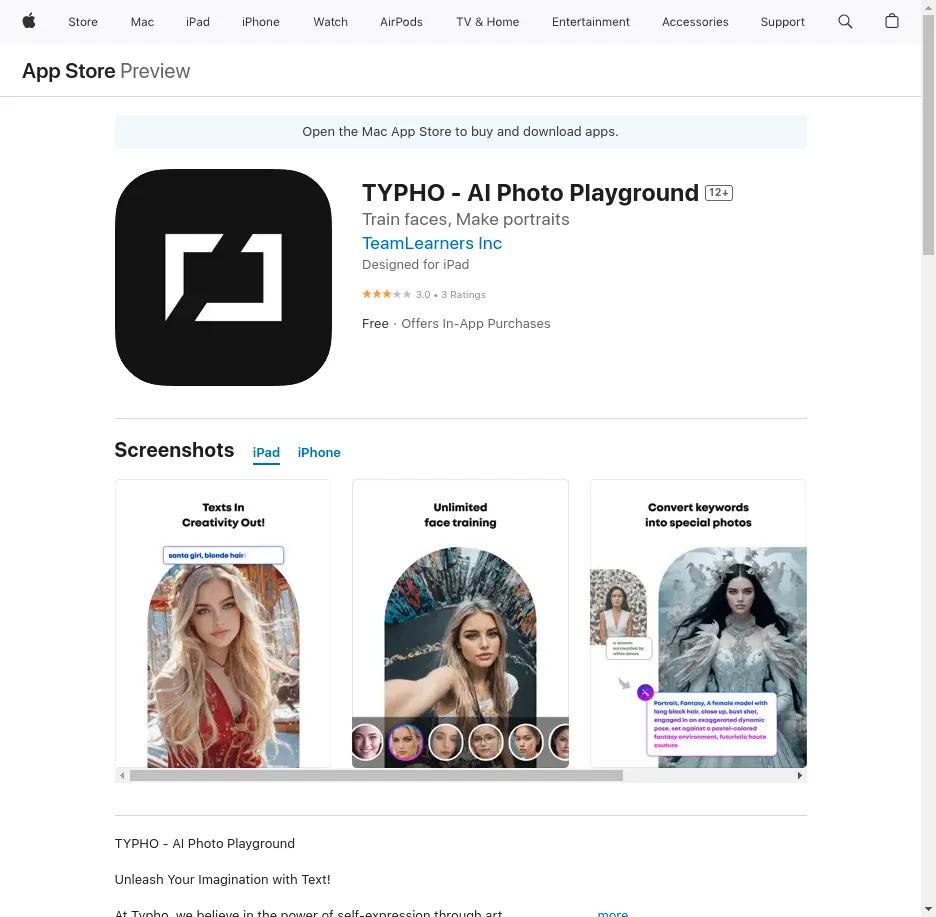 Store Mac iPad iPhone Watch AirPods TV & Home Entertainment Accessories Support
App Store Preview
Open the Mac App Store to buy and download apps.
TYPHO - AI Photo Playground 12+
Train faces, Make portraits
TeamLearners Inc
Designed for iPad
3.0 • 3 Ratings
Free · Offers In-App Purchases
Screenshots iPad iPhone
Texts In
Creativity Out!
santa girl, blonde hair
Unlimited
face training
Convert keywords
into special photos
a woman
surrounded by
white doves
Portrait, Fantasy, A female model with
long black hair, close up, bust shot,
engaged in an exaggerated dynamic
pose, set against a pastel-colored
fantasy environment, futuristic haute
couture
TYPHO - AI Photo Playground
Unleash Your Imagination with Text!
At Typho, we believe in the power of self-expression through art more